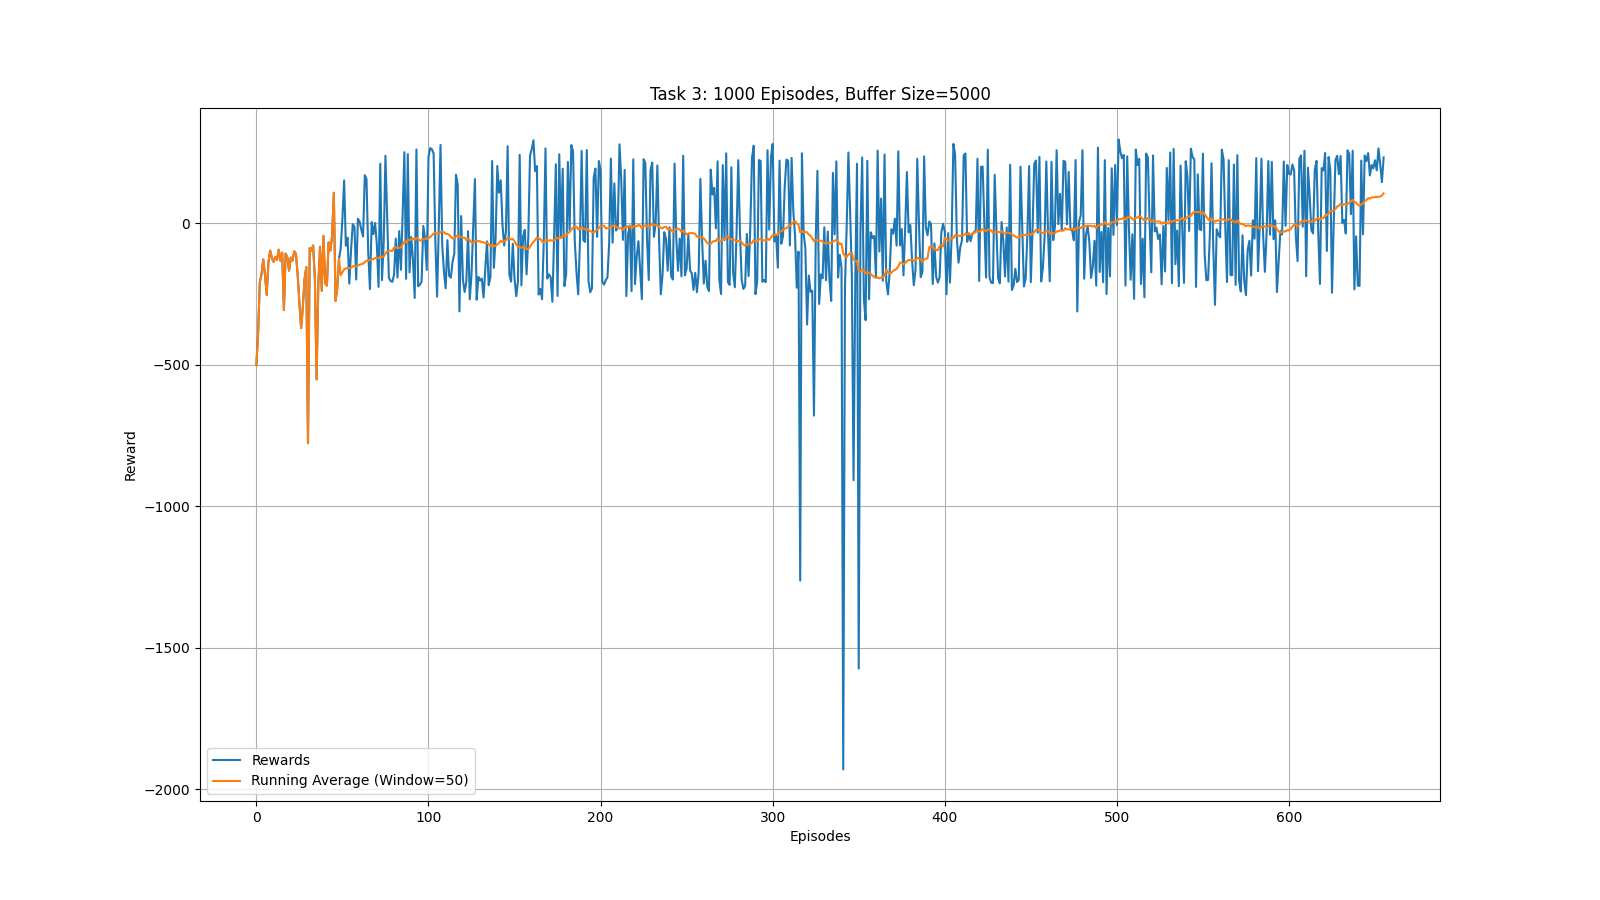 Task 3: 1000 Episodes, Buffer Size=5000
Reward
0
−500
−1000
−1500
−2000
Rewards
Running Average (Window=50)
0 100 200 300 400 500 600
Episodes